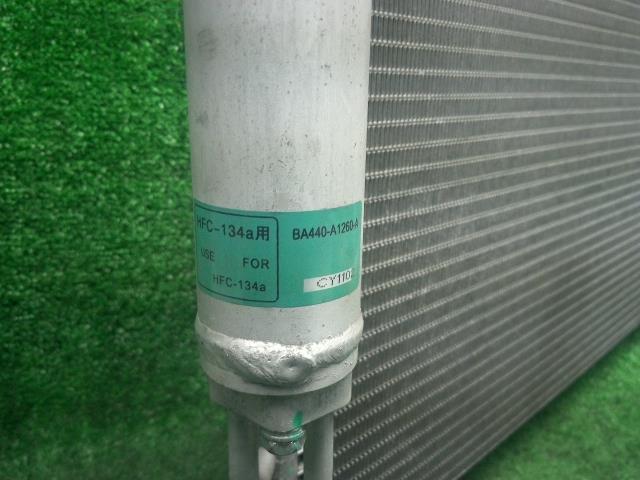 HFC-134a用
USE FOR
HFC-134a
BA440-A1260-A
CY110